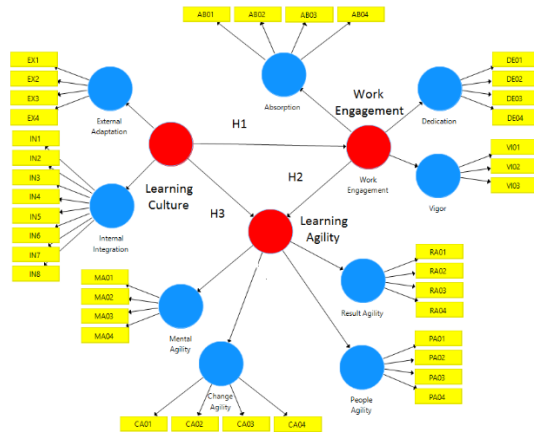 AB01
AB02
AB03
AB04
EX1
EX2
EX3
EX4
External
Adaptation
Absorption
Work
Engagement
DE01
DE02
DE03
DE04
Dedication
H1
IN1
IN2
IN3
IN4
IN5
IN6
IN7
IN8
Internal
Integration
Learning
Culture
H2
H3
Work
Engagement
VI01
VI02
VI03
Vigor
Learning
Agility
MA01
MA02
MA03
MA04
Mental
Agility
RA01
RA02
RA03
RA04
Result Agility
Change
Agility
CA01
CA02
CA03
CA04
PA01
PA02
PA03
PA04
People
Agility